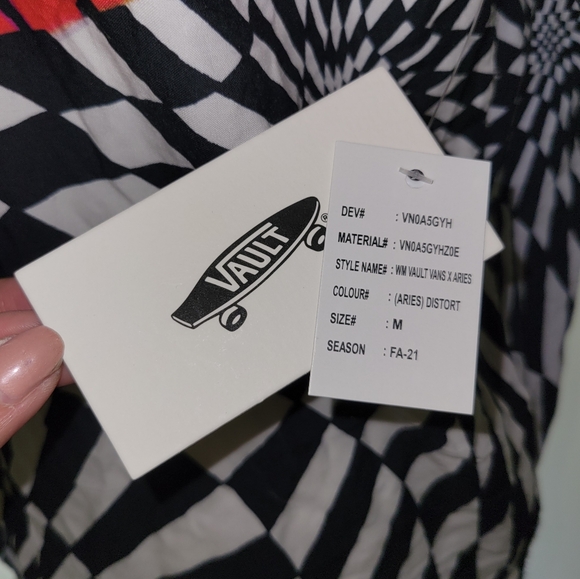 VAULT
®
DEV# : VN0A5GYH
MATERIAL# : VN0A5GYHZ0E
STYLE NAME# : WM VAULT VANS X ARIES
COLOUR# : (ARIES) DISTORT
SIZE# : M
SEASON : FA-21